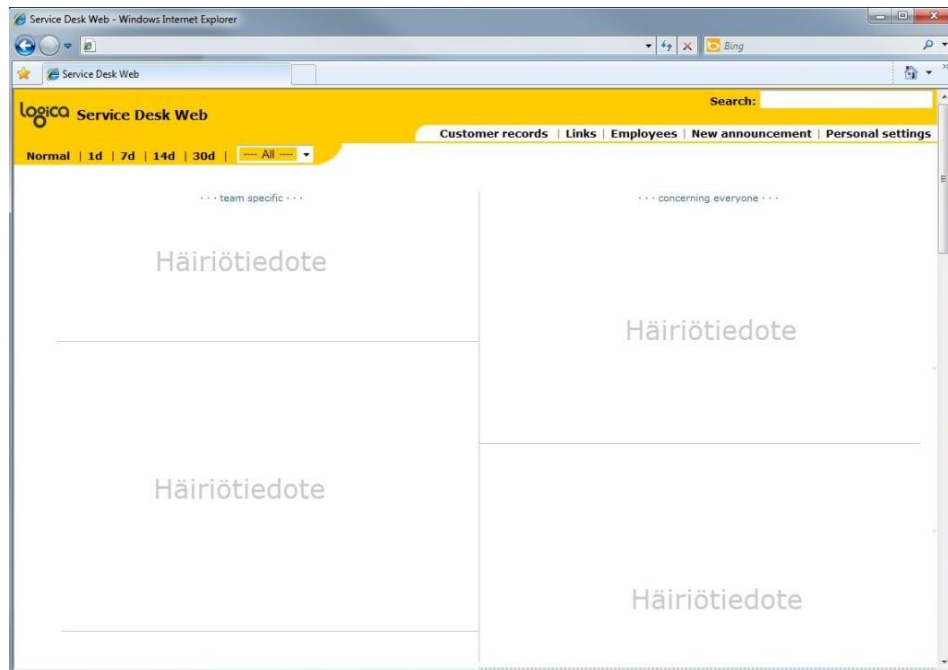 Service Desk Web - Windows Internet Explorer
Bing
Service Desk Web
logica Service Desk Web
Search:
Customer records | Links | Employees | New announcement | Personal settings
Normal | 1d | 7d | 14d | 30d | ---- All ----
· · · team specific · · ·
· · · concerning everyone · · ·
Häiriötiedote
Häiriötiedote
Häiriötiedote
Häiriötiedote